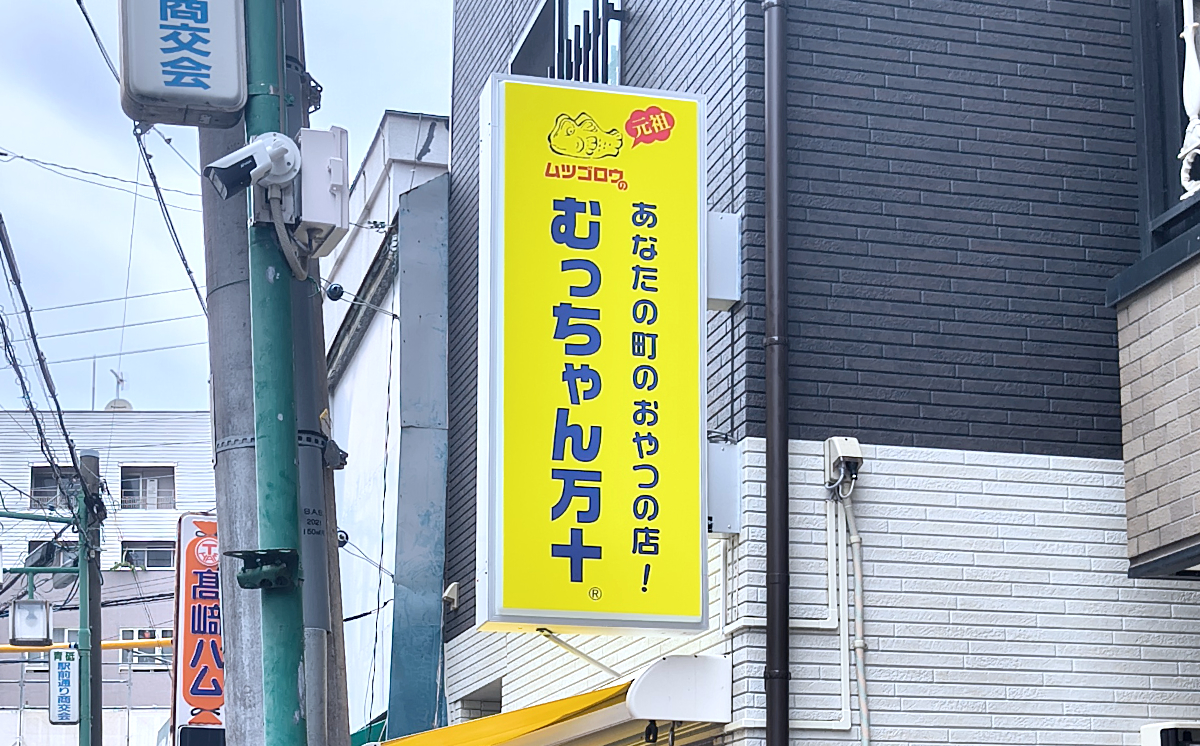 商交会
元祖
ムツゴロウの
むっちゃん万十
®
あなたの町のおやつの店！
髙崎ハム
青砥
駅前通り商交会
2021